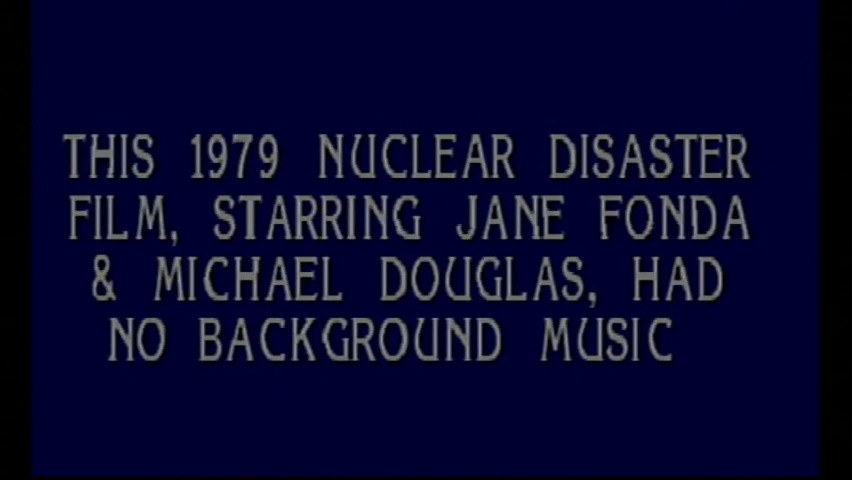 THIS 1979 NUCLEAR DISASTER
FILM, STARRING JANE FONDA
& MICHAEL DOUGLAS, HAD
NO BACKGROUND MUSIC